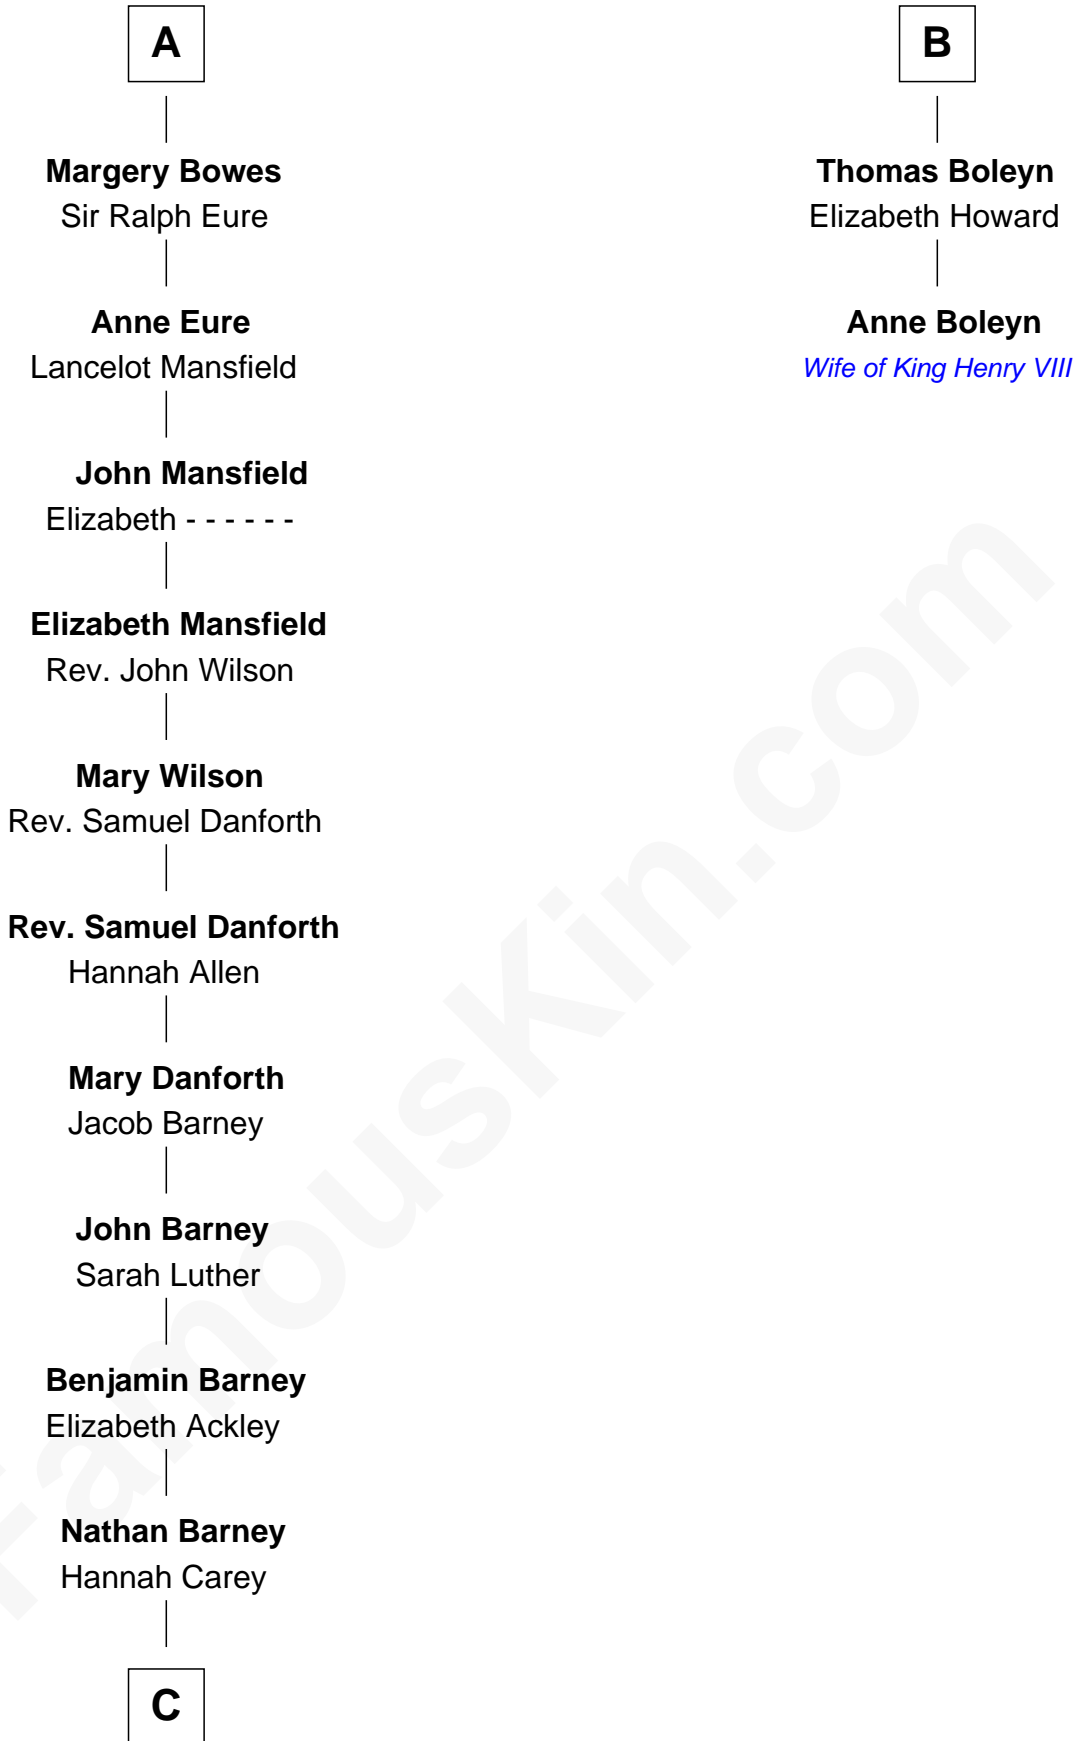 A
Margery Bowes
Sir Ralph Eure
Anne Eure
Lancelot Mansfield
John Mansfield
Elizabeth - - - - - -
Elizabeth Mansfield
Rev. John Wilson
Mary Wilson
Rev. Samuel Danforth
Rev. Samuel Danforth
Hannah Allen
Mary Danforth
Jacob Barney
John Barney
Sarah Luther
Benjamin Barney
Elizabeth Ackley
Nathan Barney
Hannah Carey
C
B
Thomas Boleyn
Elizabeth Howard
Anne Boleyn
Wife of King Henry VIII
FamousKin.com